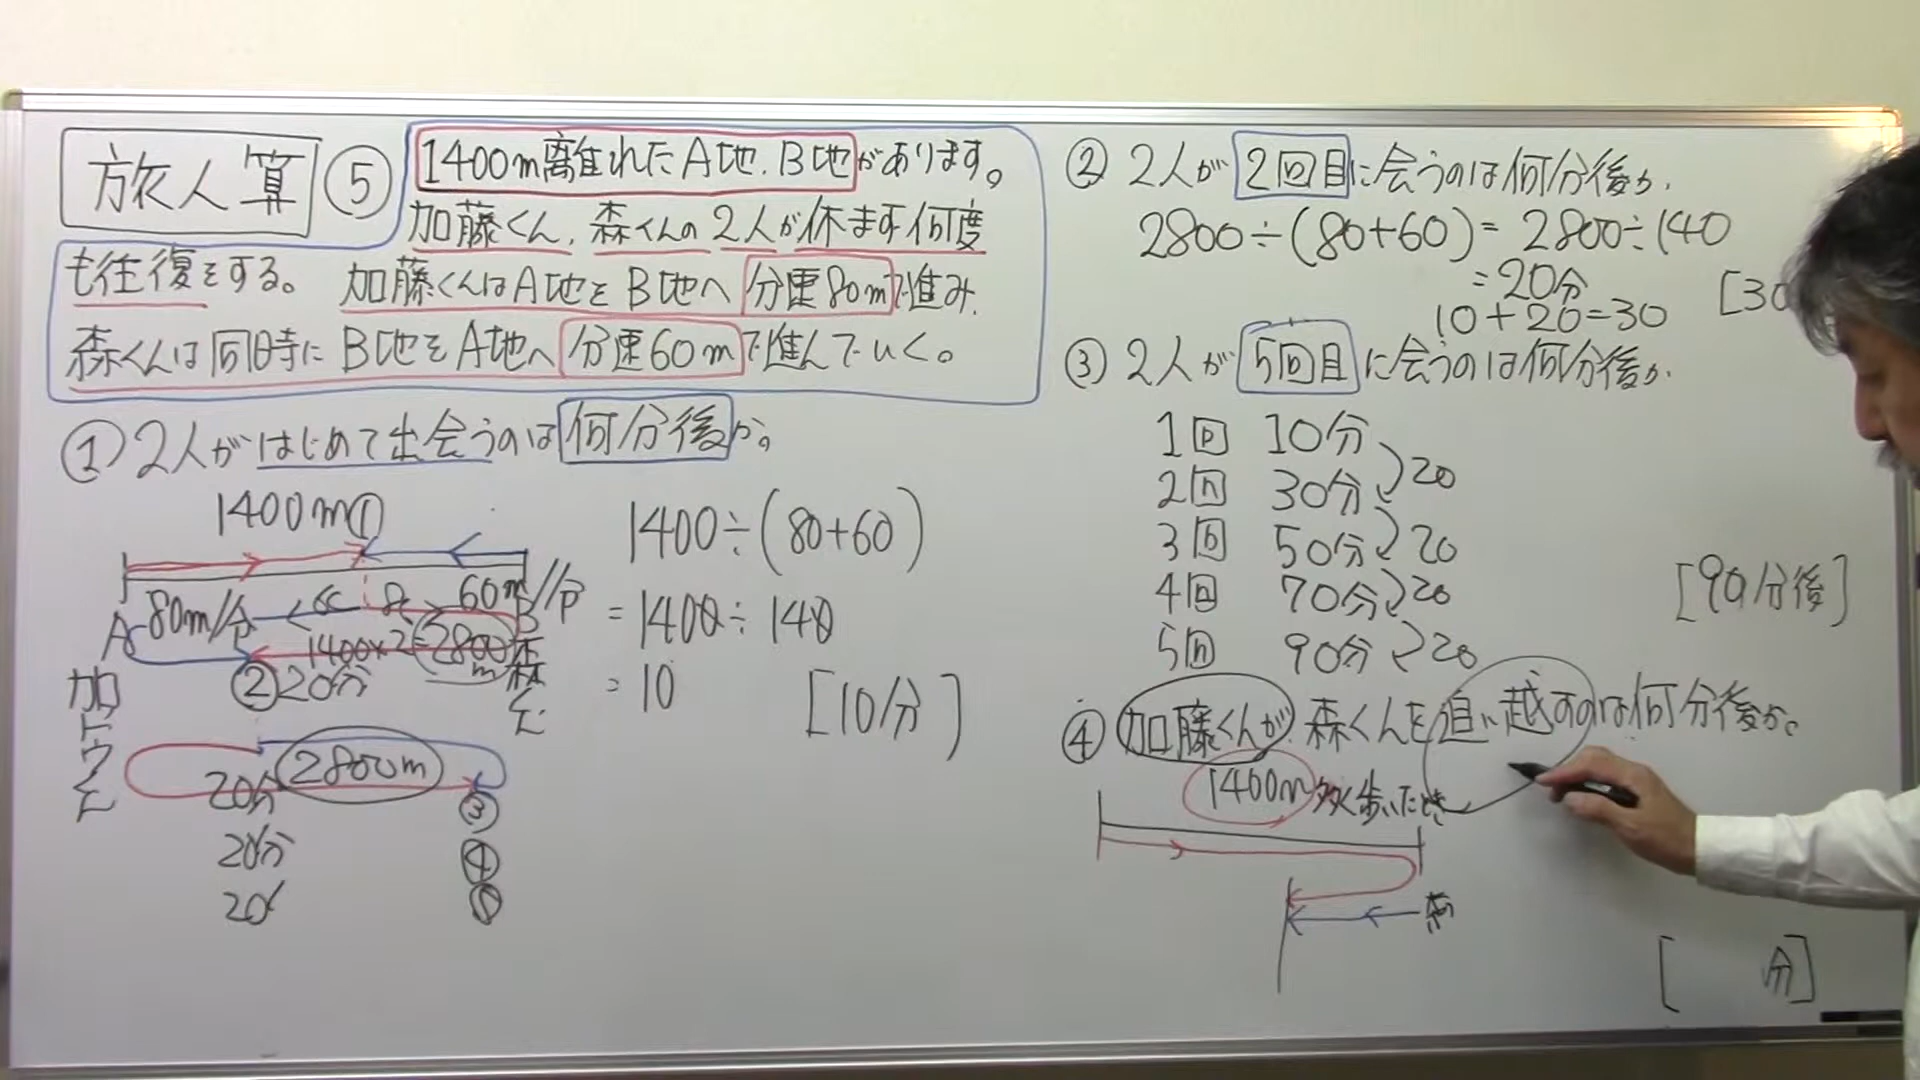 旅人算 ⑤
1400m離れたA地、B地があります。
加藤くん、森くんの2人が休まず何度
も往復をする。 加藤くんはA地をB地へ分速80mで進み、
森くんは同時にB地をA地へ分速60mで進んでいく。
① 2人がはじめて出会うのは何分後か。
1400m ①
80m/分
60m/分
A
B
1400×2=2800m
② 20分
加トウくん
森くん
1400÷(80+60)
=1400÷140
=10
[10分]
2800m
20分 ③
20分 ④
20 ⑤
② 2人が2回目に会うのは何分後か.
2800÷(80+60)=2800÷140
=20分
10+20=30
[30
③ 2人が5回目に会うのは何分後か.
1回 10分
20
2回 30分
20
3回 50分
20
4回 70分
20
5回 90分
[90分後]
④ 加藤くんが森くんを追い越すのは何分後か。
1400m多く歩いたとき
森
[ 分]